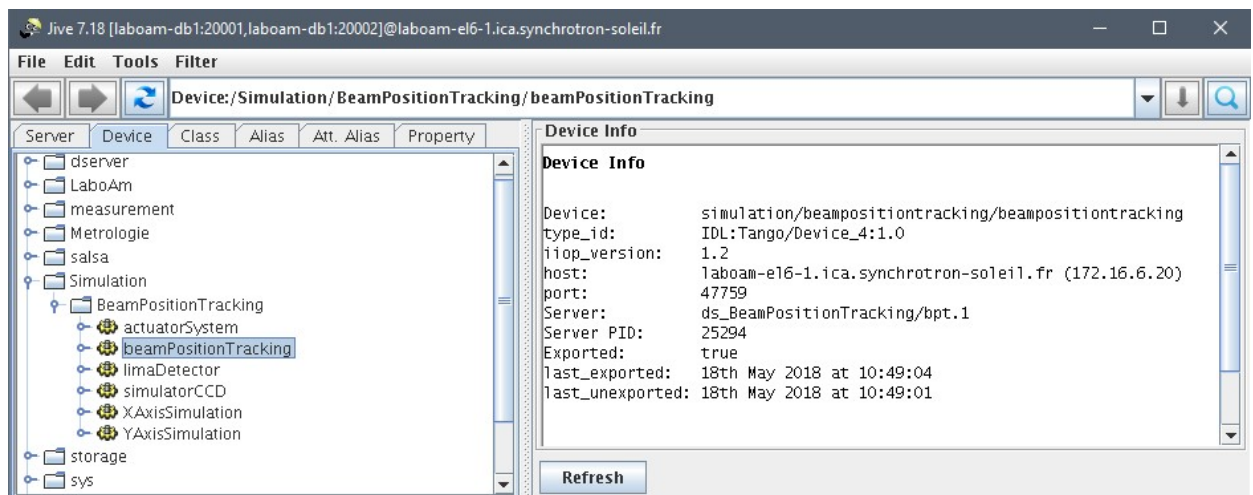 Jive 7.18 [laboam-db1:20001,laboam-db1:20002]@laboam-el6-1.ica.synchrotron-soleil.fr
File Edit Tools Filter
Device:/Simulation/BeamPositionTracking/beamPositionTracking
Server Device Class Alias Att. Alias Property
dserver
LaboAm
measurement
Metrologie
salsa
Simulation
BeamPositionTracking
actuatorSystem
beamPositionTracking
limaDetector
simulatorCCD
XAxisSimulation
YAxisSimulation
storage
sys
Device Info
Device Info
Device: simulation/beampositiontracking/beampositiontracking
type_id: IDL:Tango/Device_4:1.0
iiop_version: 1.2
host: laboam-el6-1.ica.synchrotron-soleil.fr (172.16.6.20)
port: 47759
Server: ds_BeamPositionTracking/bpt.1
Server PID: 25294
Exported: true
last_exported: 18th May 2018 at 10:49:04
last_unexported: 18th May 2018 at 10:49:01
Refresh